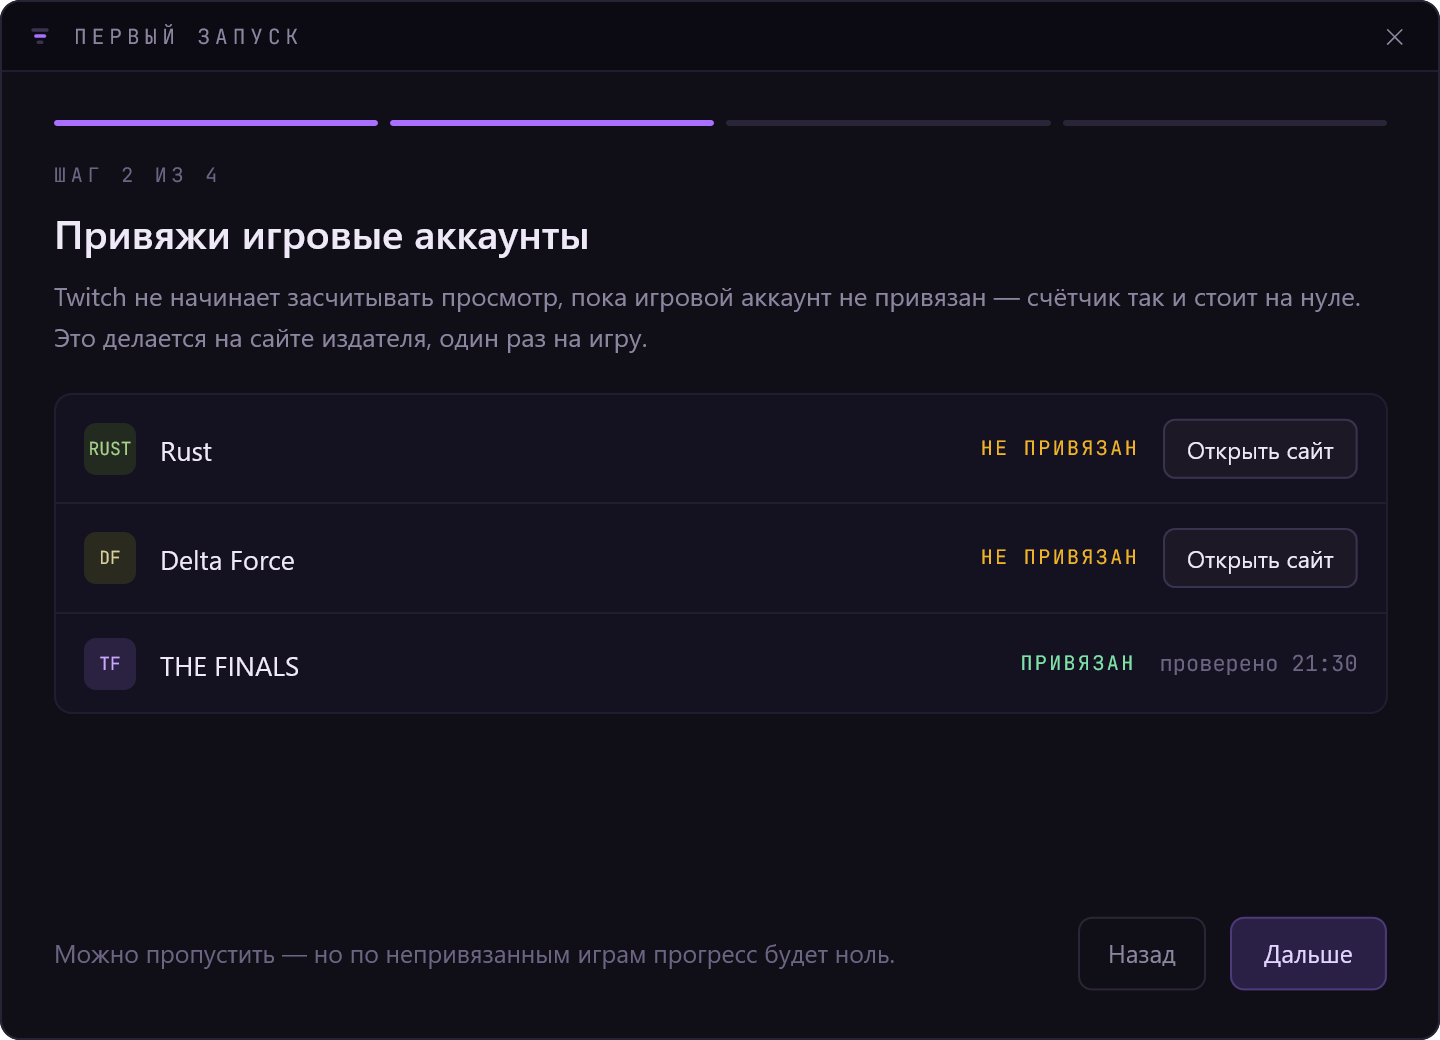 ПЕРВЫЙ ЗАПУСК
ШАГ 2 ИЗ 4
Привяжи игровые аккаунты
Twitch не начинает засчитывать просмотр, пока игровой аккаунт не привязан — счётчик так и стоит на нуле.
Это делается на сайте издателя, один раз на игру.
RUST Rust НЕ ПРИВЯЗАН Открыть сайт
DF Delta Force НЕ ПРИВЯЗАН Открыть сайт
TF THE FINALS ПРИВЯЗАН проверено 21:30
Можно пропустить — но по непривязанным играм прогресс будет ноль. Назад Дальше